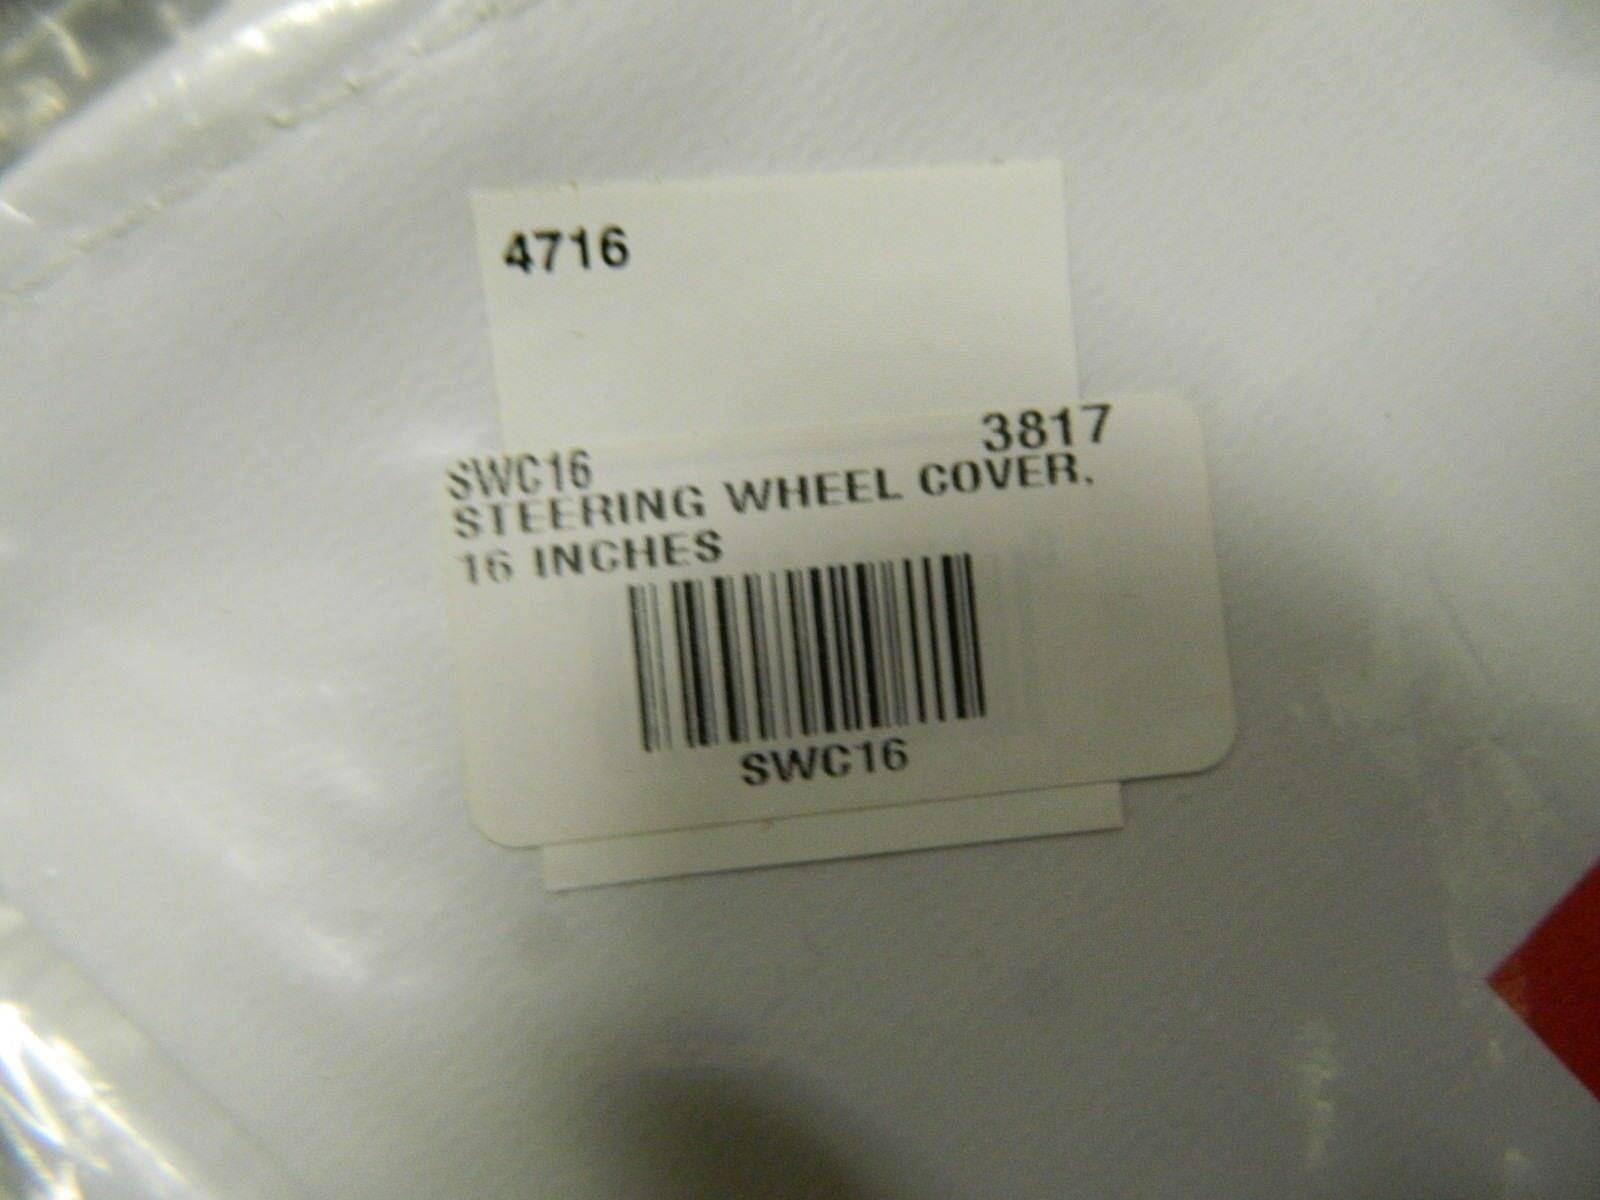 4716
3817
SWC16
STEERING WHEEL COVER,
16 INCHES
SWC16